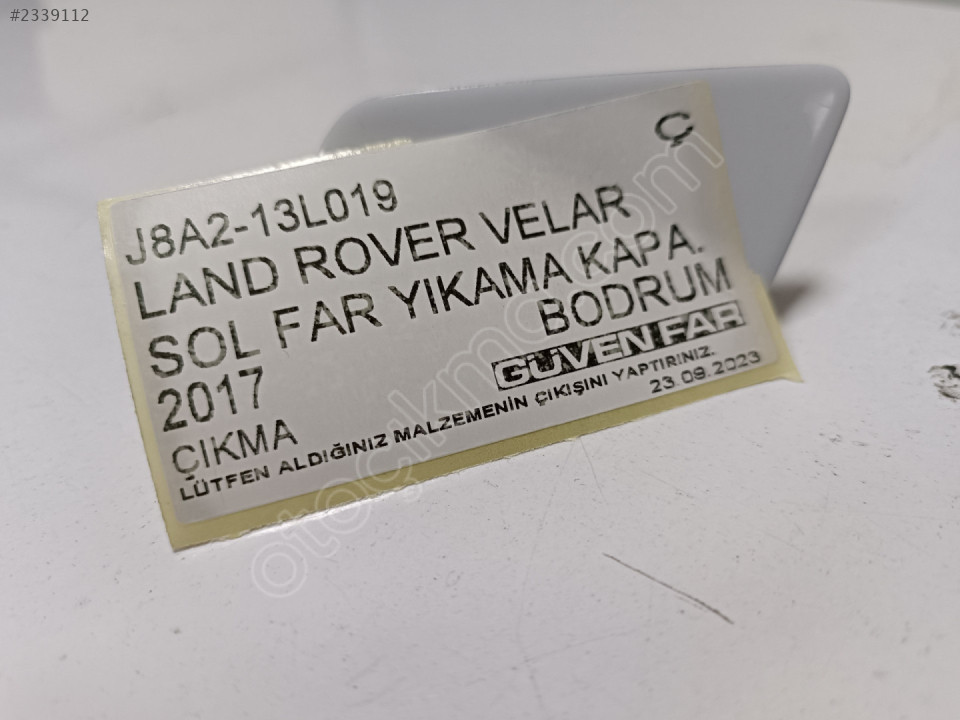 #2339112
Ç
J8A2-13L019
LAND ROVER VELAR
SOL FAR YIKAMA KAPA.
BODRUM
2017
GÜVEN FAR
ÇIKMA
LÜTFEN ALDIĞINIZ MALZEMENİN ÇIKIŞINI YAPTIRINIZ.
23.09.2023
otoçıkma.com